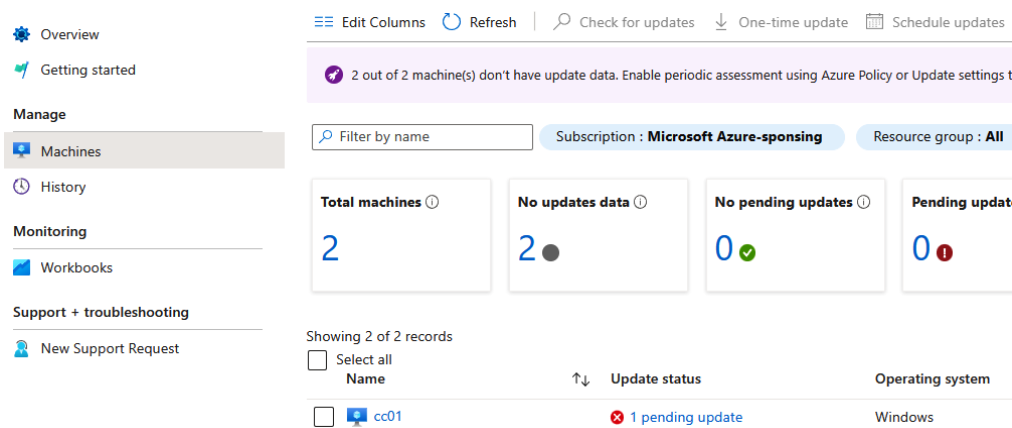 Overview
Getting started
Manage
Machines
History
Monitoring
Workbooks
Support + troubleshooting
New Support Request
Edit Columns Refresh Check for updates One-time update Schedule updates
2 out of 2 machine(s) don't have update data. Enable periodic assessment using Azure Policy or Update settings t
Filter by name Subscription : Microsoft Azure-sponsing Resource group : All
Total machines No updates data No pending updates Pending updat
2 2 0 0
Showing 2 of 2 records
Select all
Name Update status Operating system
cc01 1 pending update Windows